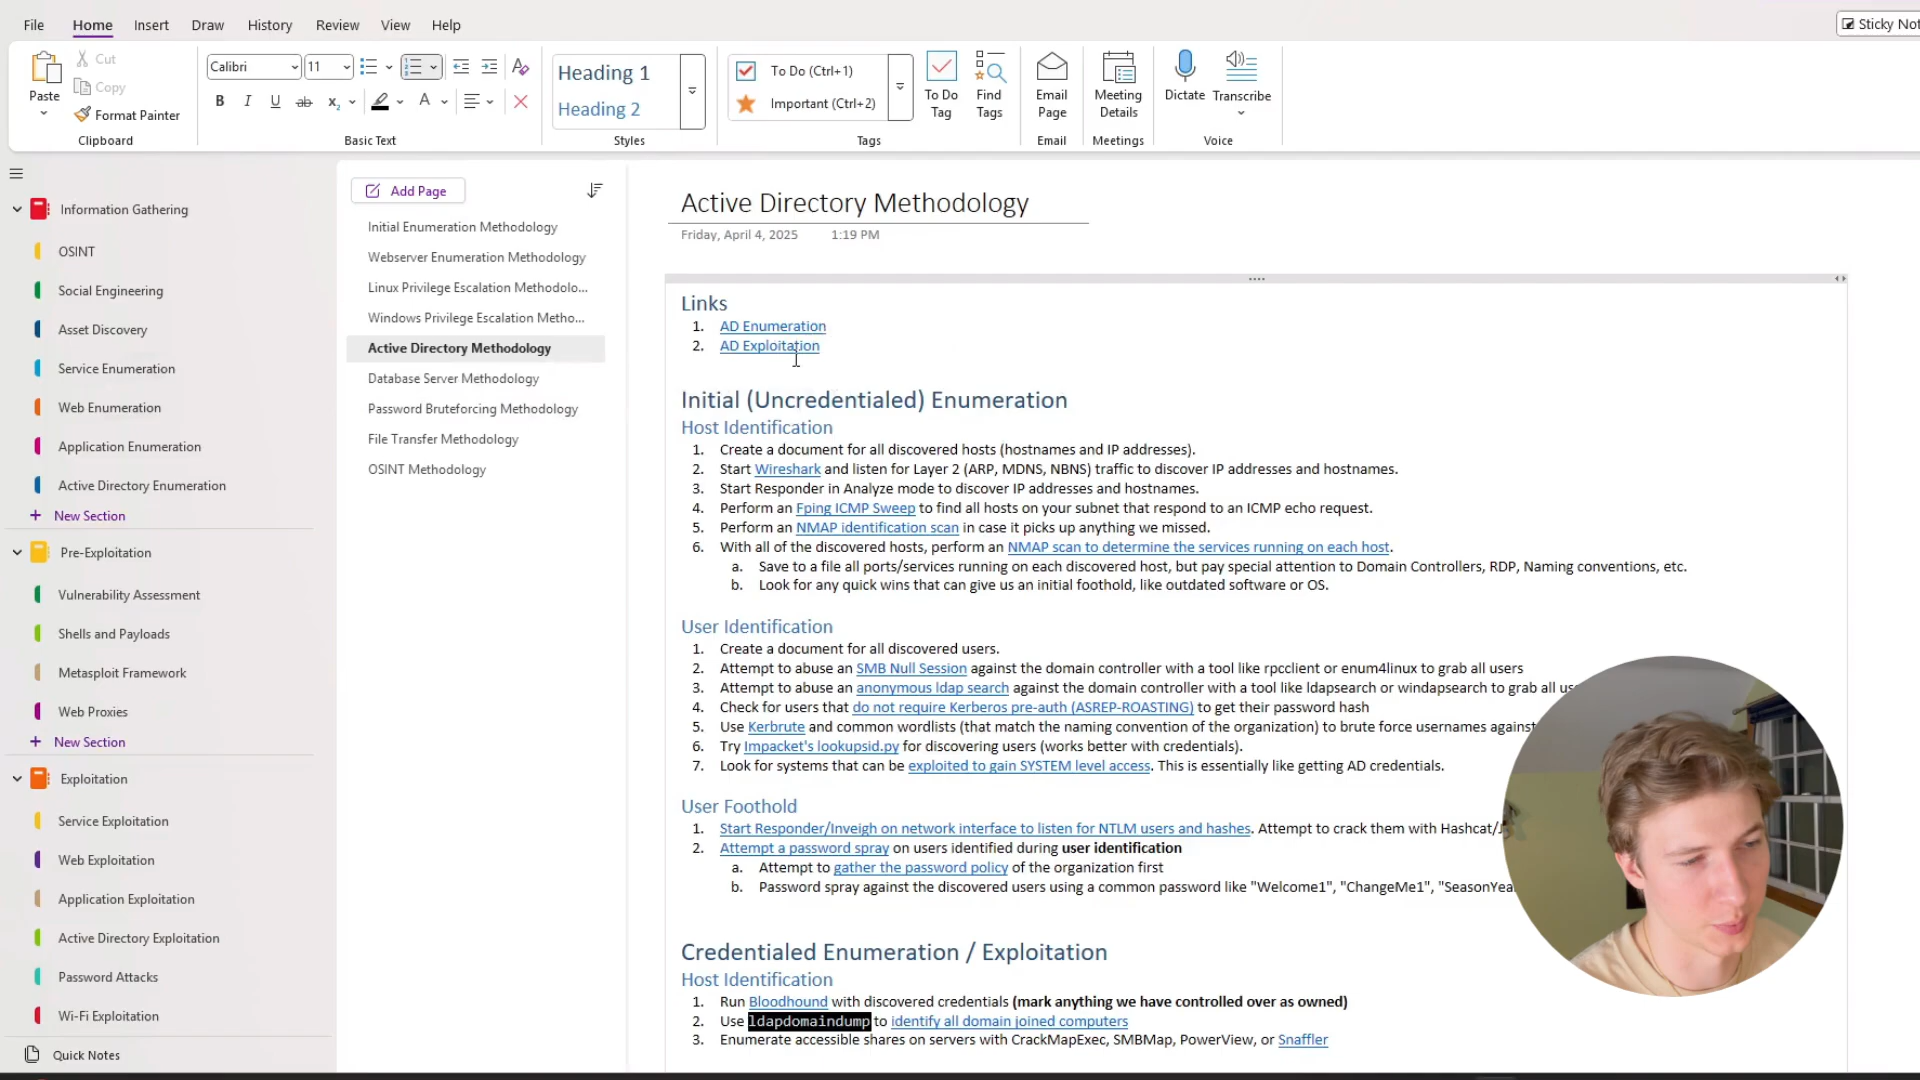 File Home Insert Draw History Review View Help
Sticky Not
Paste
Cut
Copy
Format Painter
Clipboard
Calibri 11
B I U ab x₂ A
Basic Text
Heading 1
Heading 2
Styles
To Do (Ctrl+1)
Important (Ctrl+2)
To Do Tag
Find Tags
Tags
Email Page
Email
Meeting Details
Meetings
Dictate
Transcribe
Voice
Information Gathering
OSINT
Social Engineering
Asset Discovery
Service Enumeration
Web Enumeration
Application Enumeration
Active Directory Enumeration
+ New Section
Pre-Exploitation
Vulnerability Assessment
Shells and Payloads
Metasploit Framework
Web Proxies
+ New Section
Exploitation
Service Exploitation
Web Exploitation
Application Exploitation
Active Directory Exploitation
Password Attacks
Wi-Fi Exploitation
Quick Notes
Add Page
Initial Enumeration Methodology
Webserver Enumeration Methodology
Linux Privilege Escalation Methodolo...
Windows Privilege Escalation Metho...
Active Directory Methodology
Database Server Methodology
Password Bruteforcing Methodology
File Transfer Methodology
OSINT Methodology
Active Directory Methodology
Friday, April 4, 2025 1:19 PM
Links
1. AD Enumeration
2. AD Exploitation
Initial (Uncredentialed) Enumeration
Host Identification
1. Create a document for all discovered hosts (hostnames and IP addresses).
2. Start Wireshark and listen for Layer 2 (ARP, MDNS, NBNS) traffic to discover IP addresses and hostnames.
3. Start Responder in Analyze mode to discover IP addresses and hostnames.
4. Perform an Fping ICMP Sweep to find all hosts on your subnet that respond to an ICMP echo request.
5. Perform an NMAP identification scan in case it picks up anything we missed.
6. With all of the discovered hosts, perform an NMAP scan to determine the services running on each host.
a. Save to a file all ports/services running on each discovered host, but pay special attention to Domain Controllers, RDP, Naming conventions, etc.
b. Look for any quick wins that can give us an initial foothold, like outdated software or OS.
User Identification
1. Create a document for all discovered users.
2. Attempt to abuse an SMB Null Session against the domain controller with a tool like rpcclient or enum4linux to grab all users
3. Attempt to abuse an anonymous ldap search against the domain controller with a tool like ldapsearch or windapsearch to grab all
4. Check for users that do not require Kerberos pre-auth (ASREP-ROASTING) to get their password hash
5. Use Kerbrute and common wordlists (that match the naming convention of the organization) to brute force usernames against
6. Try Impacket's lookupsid.py for discovering users (works better with credentials).
7. Look for systems that can be exploited to gain SYSTEM level access. This is essentially like getting AD credentials.
User Foothold
1. Start Responder/Inveigh on network interface to listen for NTLM users and hashes. Attempt to crack them with Hashcat/
2. Attempt a password spray on users identified during user identification
a. Attempt to gather the password policy of the organization first
b. Password spray against the discovered users using a common password like "Welcome1", "ChangeMe1", "SeasonYea
Credentialed Enumeration / Exploitation
Host Identification
1. Run Bloodhound with discovered credentials (mark anything we have controlled over as owned)
2. Use ldapdomaindump to identify all domain joined computers
3. Enumerate accessible shares on servers with CrackMapExec, SMBMap, PowerView, or Snaffler